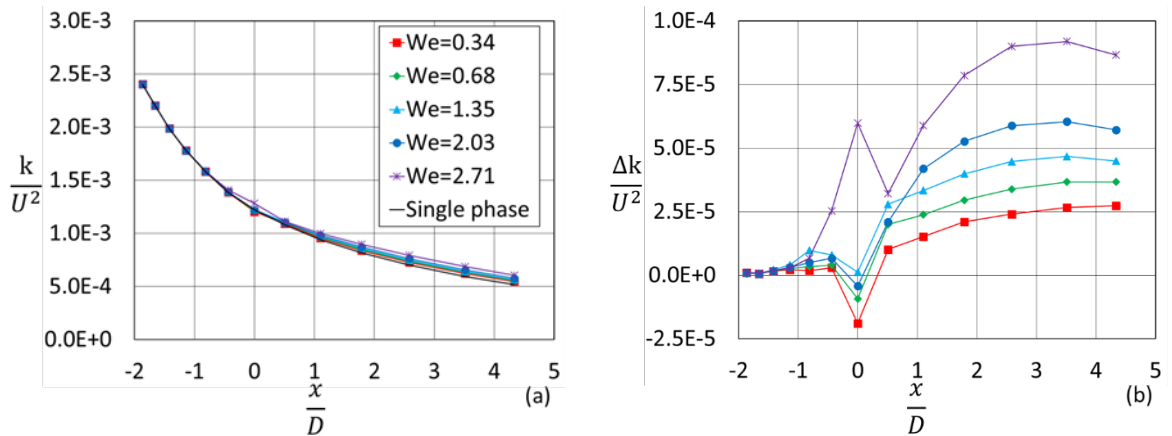 3.0E-3
2.5E-3
2.0E-3
1.5E-3
1.0E-3
5.0E-4
0.0E+0
k
U²
We=0.34
We=0.68
We=1.35
We=2.03
We=2.71
Single phase
-2 -1 0 1 2 3 4 5
x
D
(a)
1.0E-4
7.5E-5
5.0E-5
2.5E-5
0.0E+0
-2.5E-5
Δk
U²
-2 -1 0 1 2 3 4 5
x
D
(b)